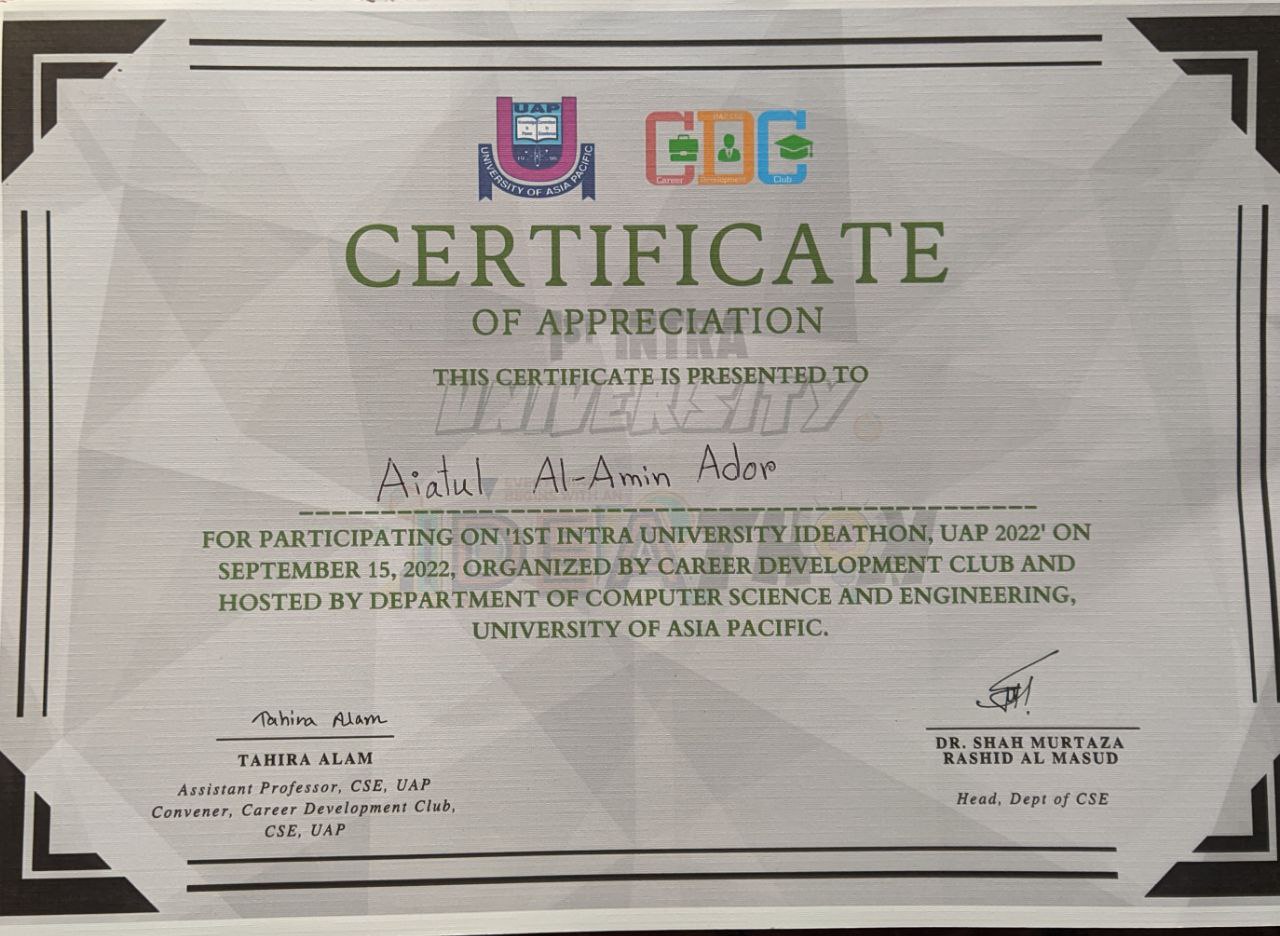 UAP
UNIVERSITY OF ASIA PACIFIC
CDC
Career Development Club
CERTIFICATE
OF APPRECIATION
1ST INTRA
THIS CERTIFICATE IS PRESENTED TO
UNIVERSITY
Aiatul Al-Amin Ador
IDEATHON
FOR PARTICIPATING ON '1ST INTRA UNIVERSITY IDEATHON, UAP 2022' ON
SEPTEMBER 15, 2022, ORGANIZED BY CAREER DEVELOPMENT CLUB AND
HOSTED BY DEPARTMENT OF COMPUTER SCIENCE AND ENGINEERING,
UNIVERSITY OF ASIA PACIFIC.
Tahira Alam
TAHIRA ALAM
Assistant Professor, CSE, UAP
Convener, Career Development Club,
CSE, UAP
DR. SHAH MURTAZA
RASHID AL MASUD
Head, Dept of CSE